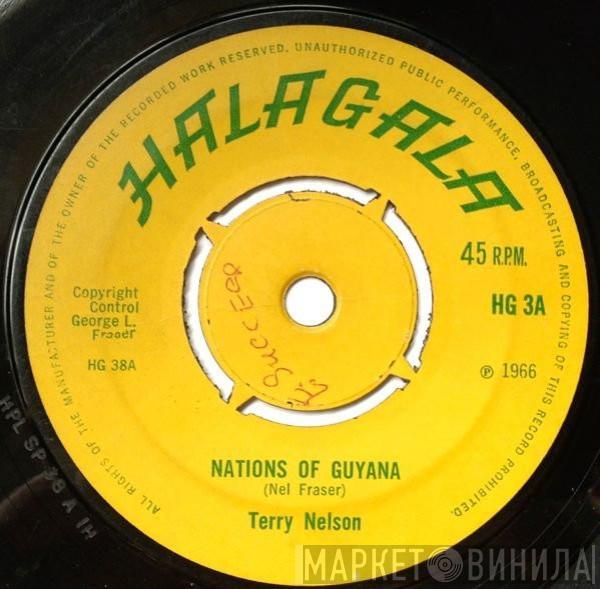 ALL RIGHTS OF THE MANUFACTURER AND OF THE OWNER OF THE RECORDED WORK RESERVED. UNAUTHORIZED PUBLIC PERFORMANCE, BROADCASTING AND COPYING OF THIS RECORD PROHIBITED.
HALAGALA
45 R.P.M.
HG 3A
Copyright
Control
George L.
Fraser
HG 38A
℗ 1966
NATIONS OF GUYANA
(Nel Fraser)
Terry Nelson
HPL SP 38 A 1H
МАРКЕТ ВИНИЛА